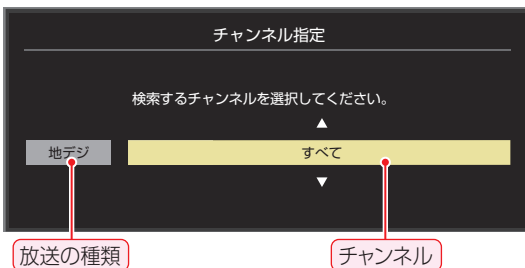 チャンネル指定
検索するチャンネルを選択してください。
▲
地デジ すべて
▼
放送の種類 チャンネル